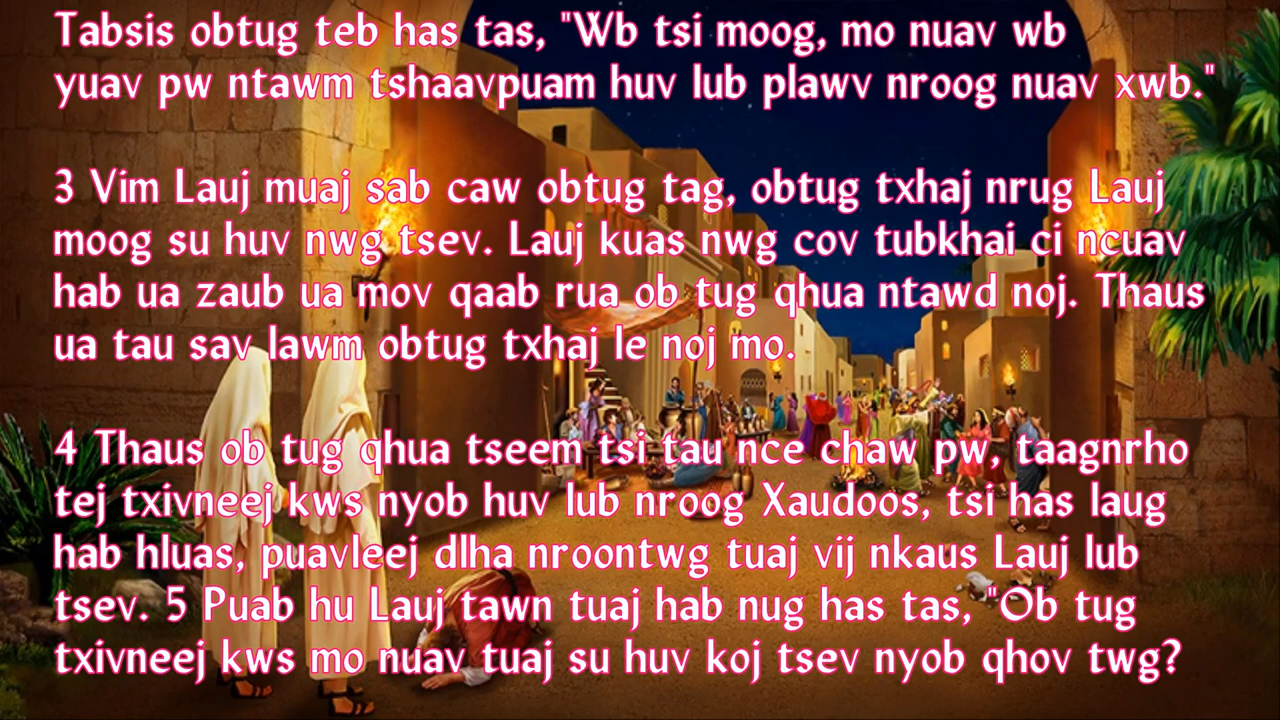 Tabsis obtug teb has tas, "Wb tsi moog, mo nuav wb
yuav pw ntawm tshaavpuam huv lub plawv nroog nuav xwb."
3 Vim Lauj muaj sab caw obtug tag, obtug txhaj nrug Lauj
moog su huv nwg tsev. Lauj kuas nwg cov tubkhai ci ncuav
hab ua zaub ua mov qaab rua ob tug qhua ntawd noj. Thaus
ua tau sav lawm obtug txhaj le noj mo.
4 Thaus ob tug qhua tseem tsi tau nce chaw pw, taagnrho
tej txivneej kws nyob huv lub nroog Xaudoos, tsi has laug
hab hluas, puavleej dlha nroontwg tuaj vij nkaus Lauj lub
tsev. 5 Puab hu Lauj tawn tuaj hab nug has tas, "Ob tug
txivneej kws mo nuav tuaj su huv koj tsev nyob qhov twg?